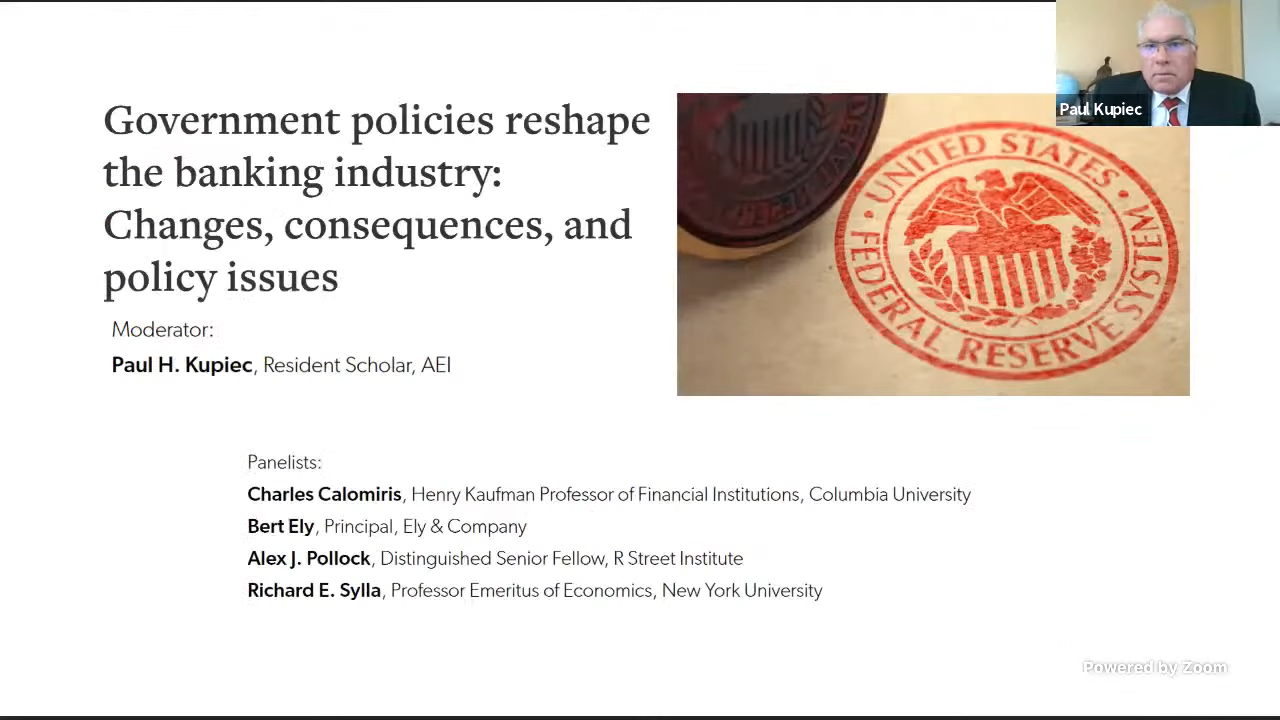 Government policies reshape
the banking industry:
Changes, consequences, and
policy issues
Moderator:
Paul H. Kupiec, Resident Scholar, AEI
UNITED STATES
FEDERAL RESERVE SYSTEM
Paul Kupiec
Panelists:
Charles Calomiris, Henry Kaufman Professor of Financial Institutions, Columbia University
Bert Ely, Principal, Ely & Company
Alex J. Pollock, Distinguished Senior Fellow, R Street Institute
Richard E. Sylla, Professor Emeritus of Economics, New York University
Powered by Zoom